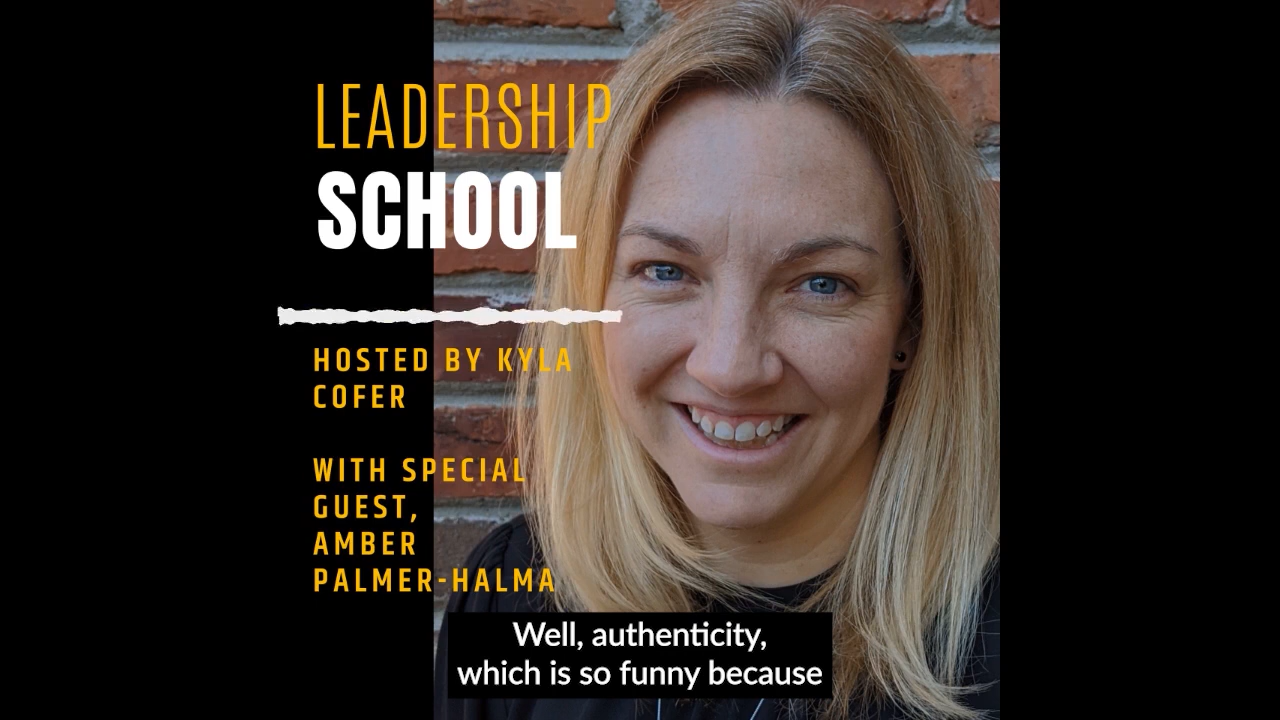 LEADERSHIP
SCHOOL
HOSTED BY KYLA
COFER
WITH SPECIAL
GUEST,
AMBER
PALMER-HALMA
Well, authenticity,
which is so funny because